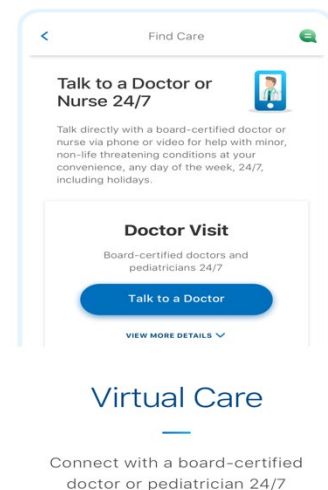 Find Care
Talk to a Doctor or
Nurse 24/7
Talk directly with a board-certified doctor or
nurse via phone or video for help with minor,
non-life threatening conditions at your
convenience, any day of the week, 24/7,
including holidays.
Doctor Visit
Board-certified doctors and
pediatricians 24/7
Talk to a Doctor
VIEW MORE DETAILS
Virtual Care
Connect with a board-certified
doctor or pediatrician 24/7